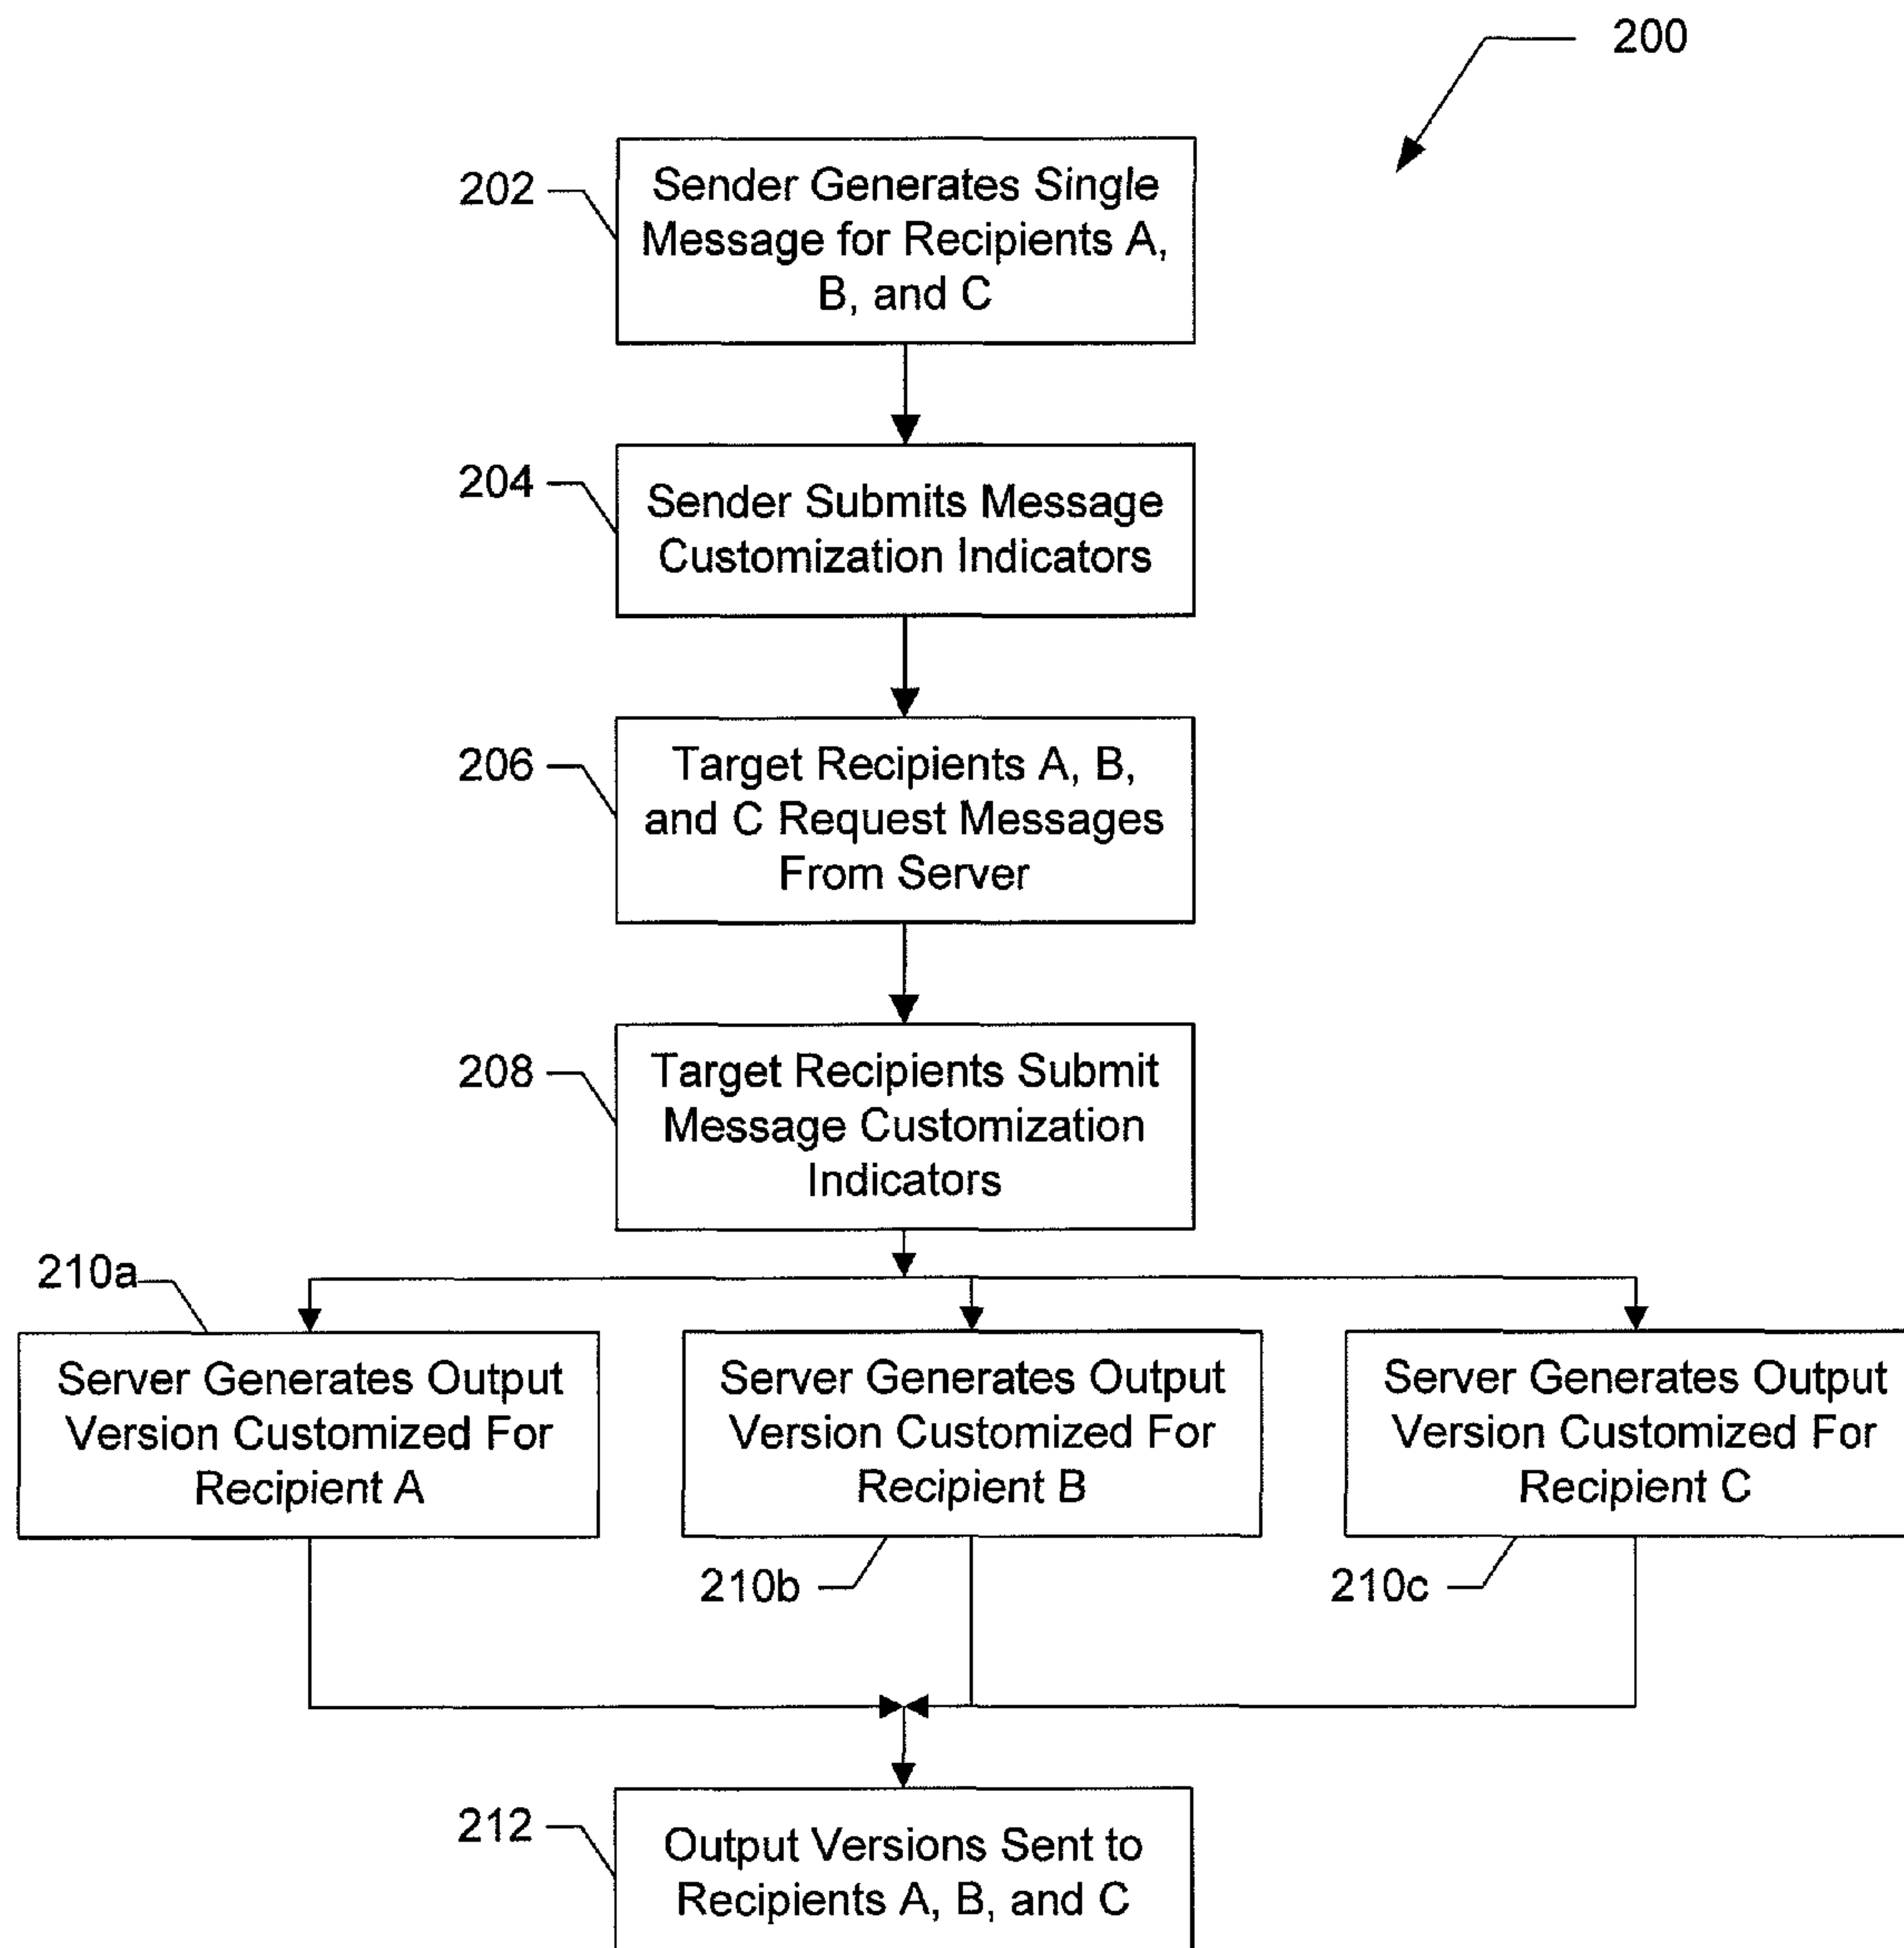 200
202
Sender Generates Single
Message for Recipients A,
B, and C
204
Sender Submits Message
Customization Indicators
206
Target Recipients A, B,
and C Request Messages
From Server
208
Target Recipients Submit
Message Customization
Indicators
210a
Server Generates Output
Version Customized For
Recipient A
Server Generates Output
Version Customized For
Recipient B
210b
Server Generates Output
Version Customized For
Recipient C
210c
212
Output Versions Sent to
Recipients A, B, and C